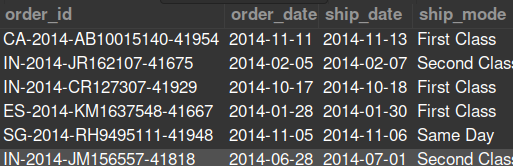 order_id order_date ship_date ship_mode
CA-2014-AB10015140-41954 2014-11-11 2014-11-13 First Class
IN-2014-JR162107-41675 2014-02-05 2014-02-07 Second Clas
IN-2014-CR127307-41929 2014-10-17 2014-10-18 First Class
ES-2014-KM1637548-41667 2014-01-28 2014-01-30 First Class
SG-2014-RH9495111-41948 2014-11-05 2014-11-06 Same Day
IN-2014-JM156557-41818 2014-06-28 2014-07-01 Second Clas